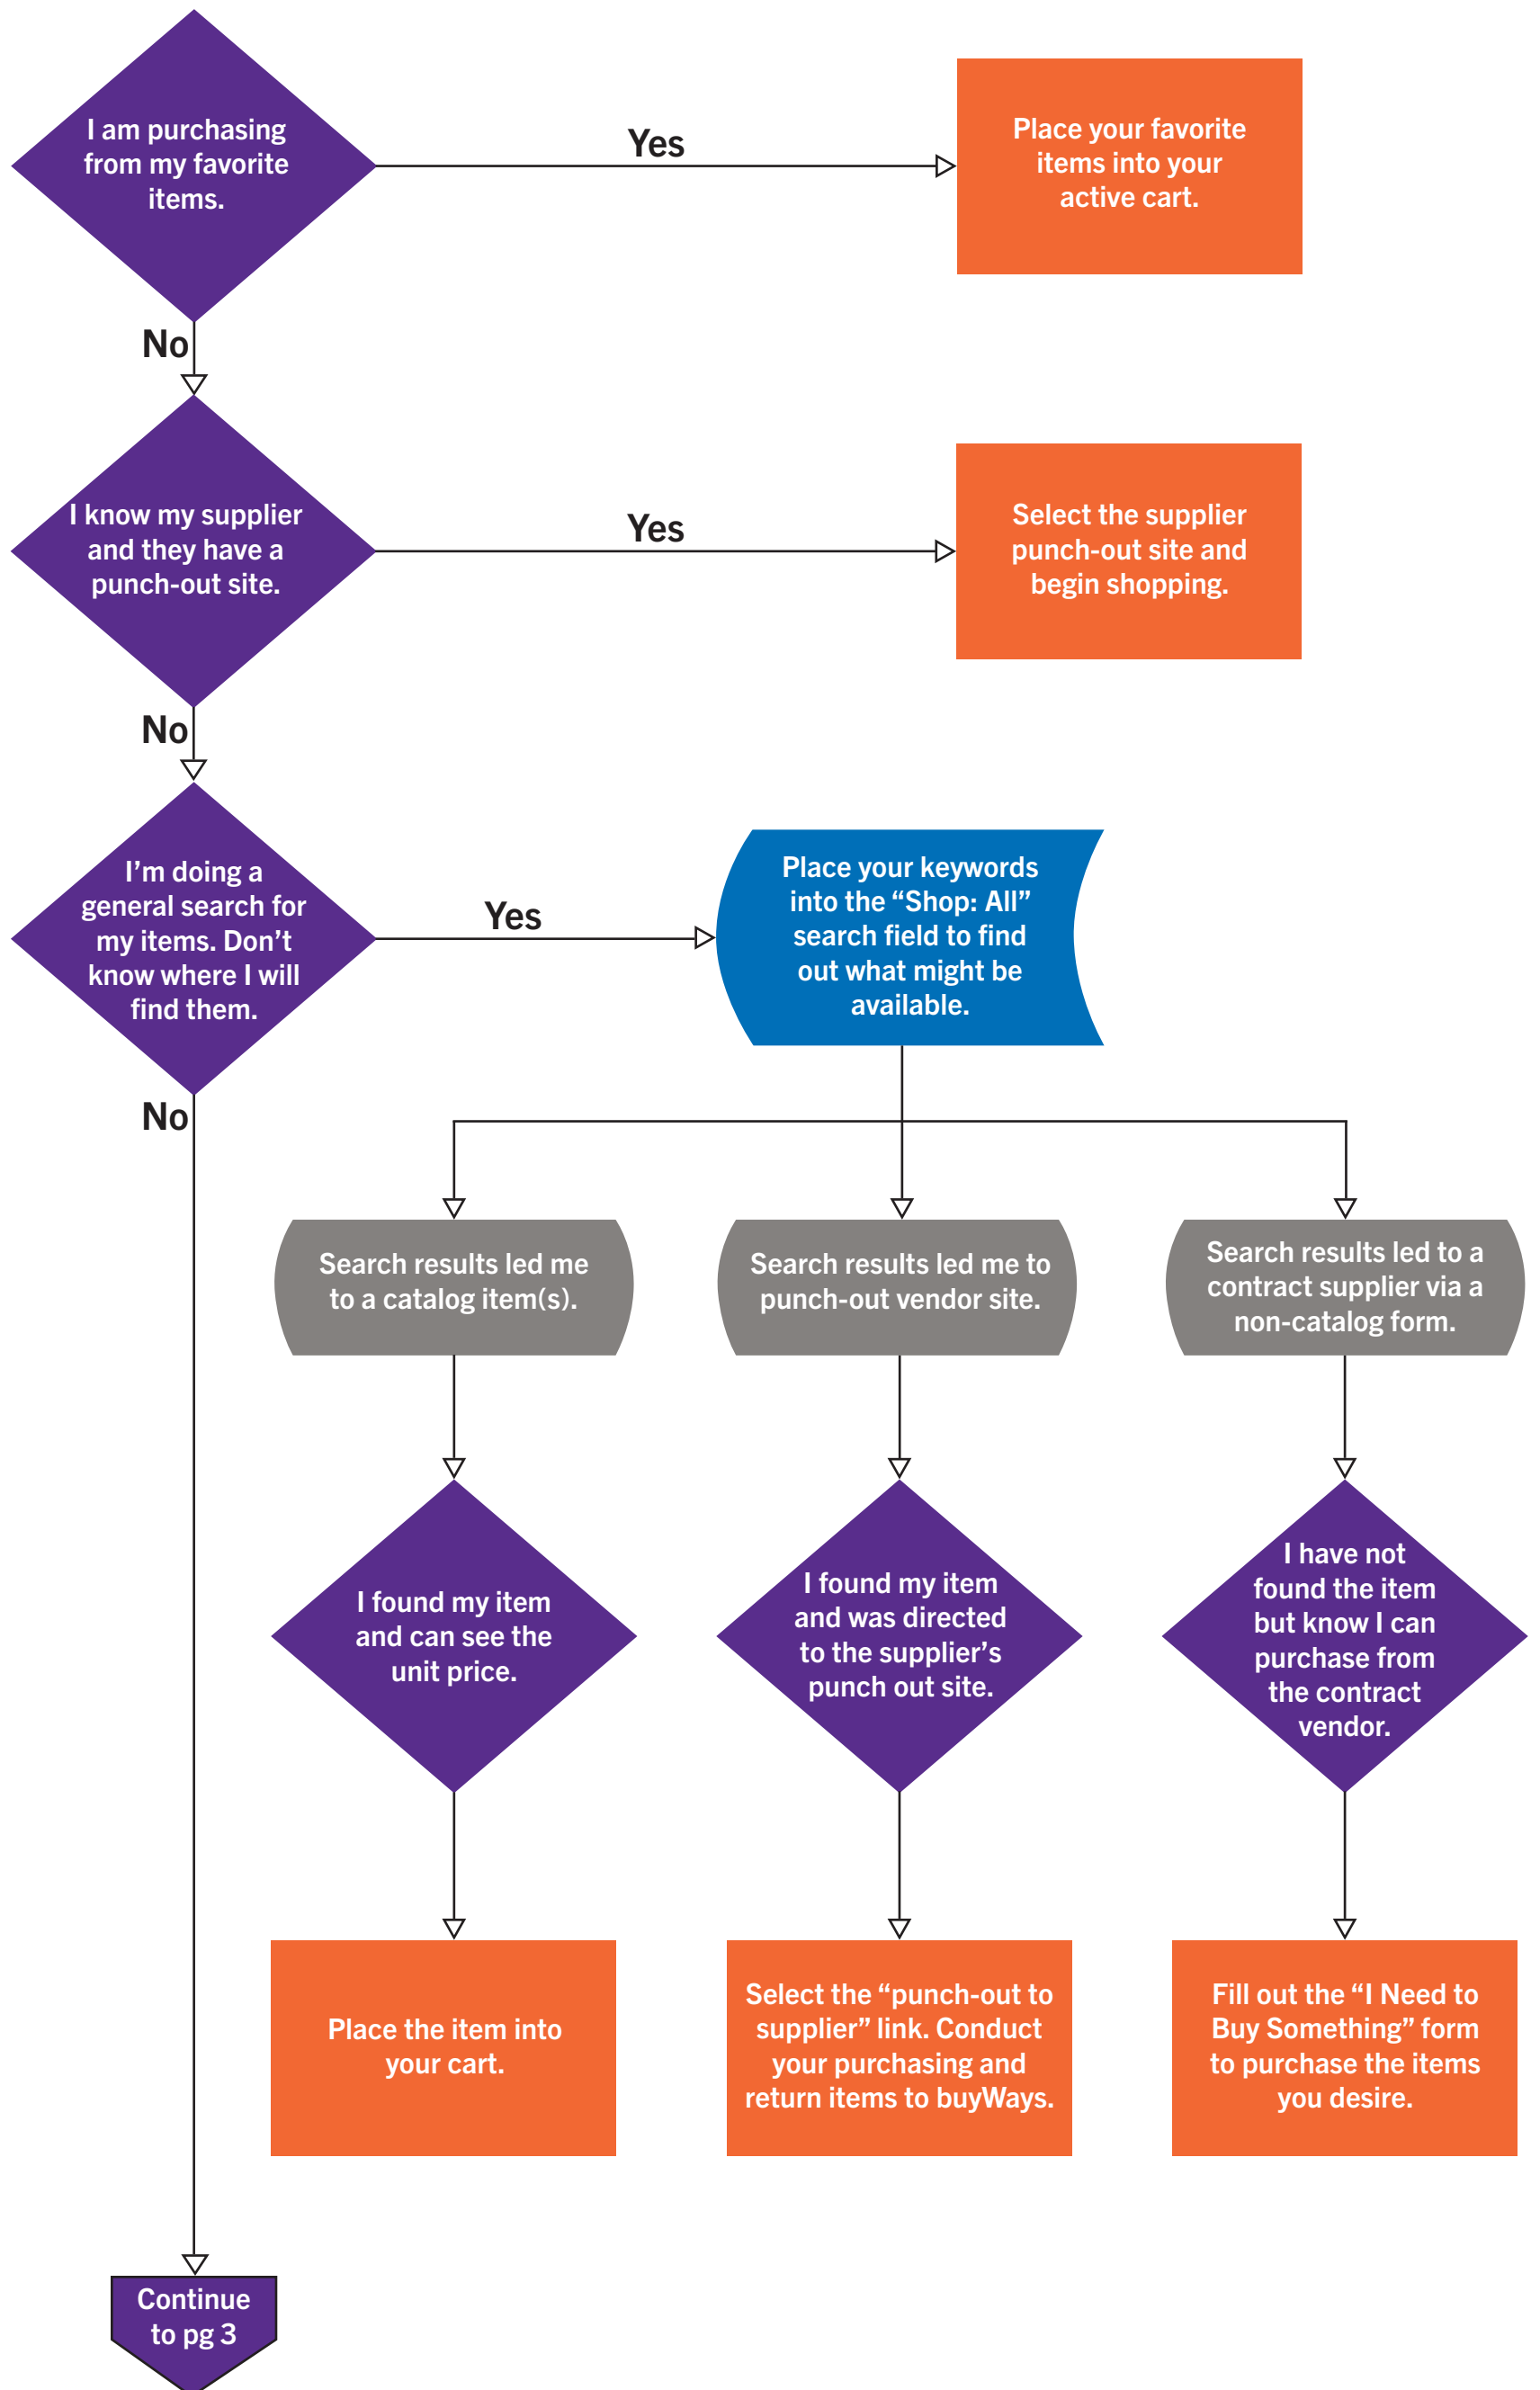 I am purchasing
from my favorite
items.
Yes
Place your favorite
items into your
active cart.
No
I know my supplier
and they have a
punch-out site.
Yes
Select the supplier
punch-out site and
begin shopping.
No
I’m doing a
general search for
my items. Don’t
know where I will
find them.
Yes
Place your keywords
into the “Shop: All”
search field to find
out what might be
available.
No
Search results led me
to a catalog item(s).
Search results led me to
punch-out vendor site.
Search results led to a
contract supplier via a
non-catalog form.
I found my item
and can see the
unit price.
I found my item
and was directed
to the supplier’s
punch out site.
I have not
found the item
but know I can
purchase from
the contract
vendor.
Place the item into
your cart.
Select the “punch-out to
supplier” link. Conduct
your purchasing and
return items to buyWays.
Fill out the “I Need to
Buy Something” form
to purchase the items
you desire.
Continue
to pg 3